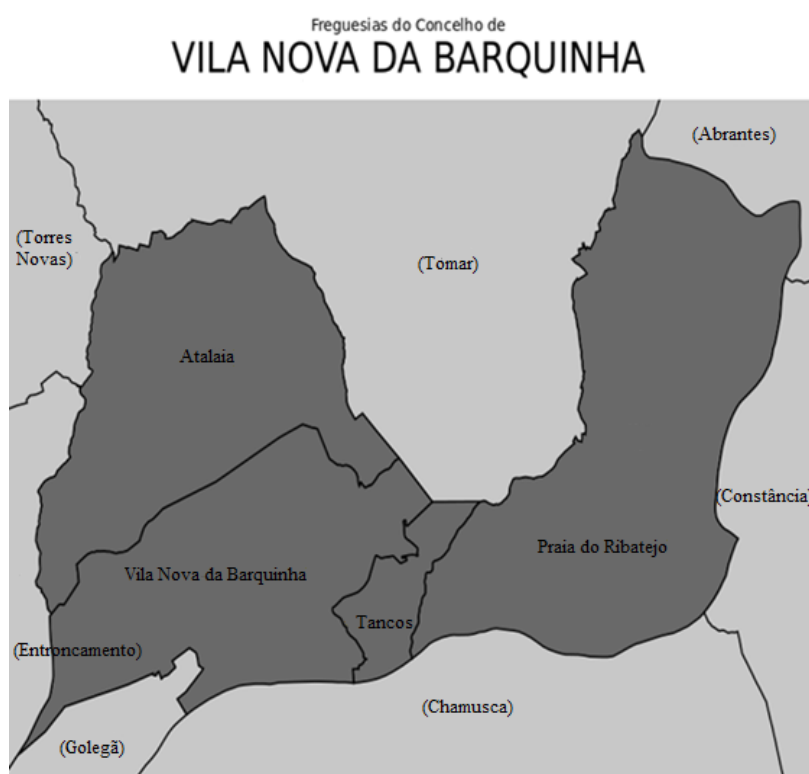 Freguesias do Concelho de
VILA NOVA DA BARQUINHA
(Abrantes)
(Torres
Novas)
(Tomar)
Atalaia
(Constância)
Praia do Ribatejo
Vila Nova da Barquinha
Tancos
(Entroncamento)
(Chamusca)
(Golegã)